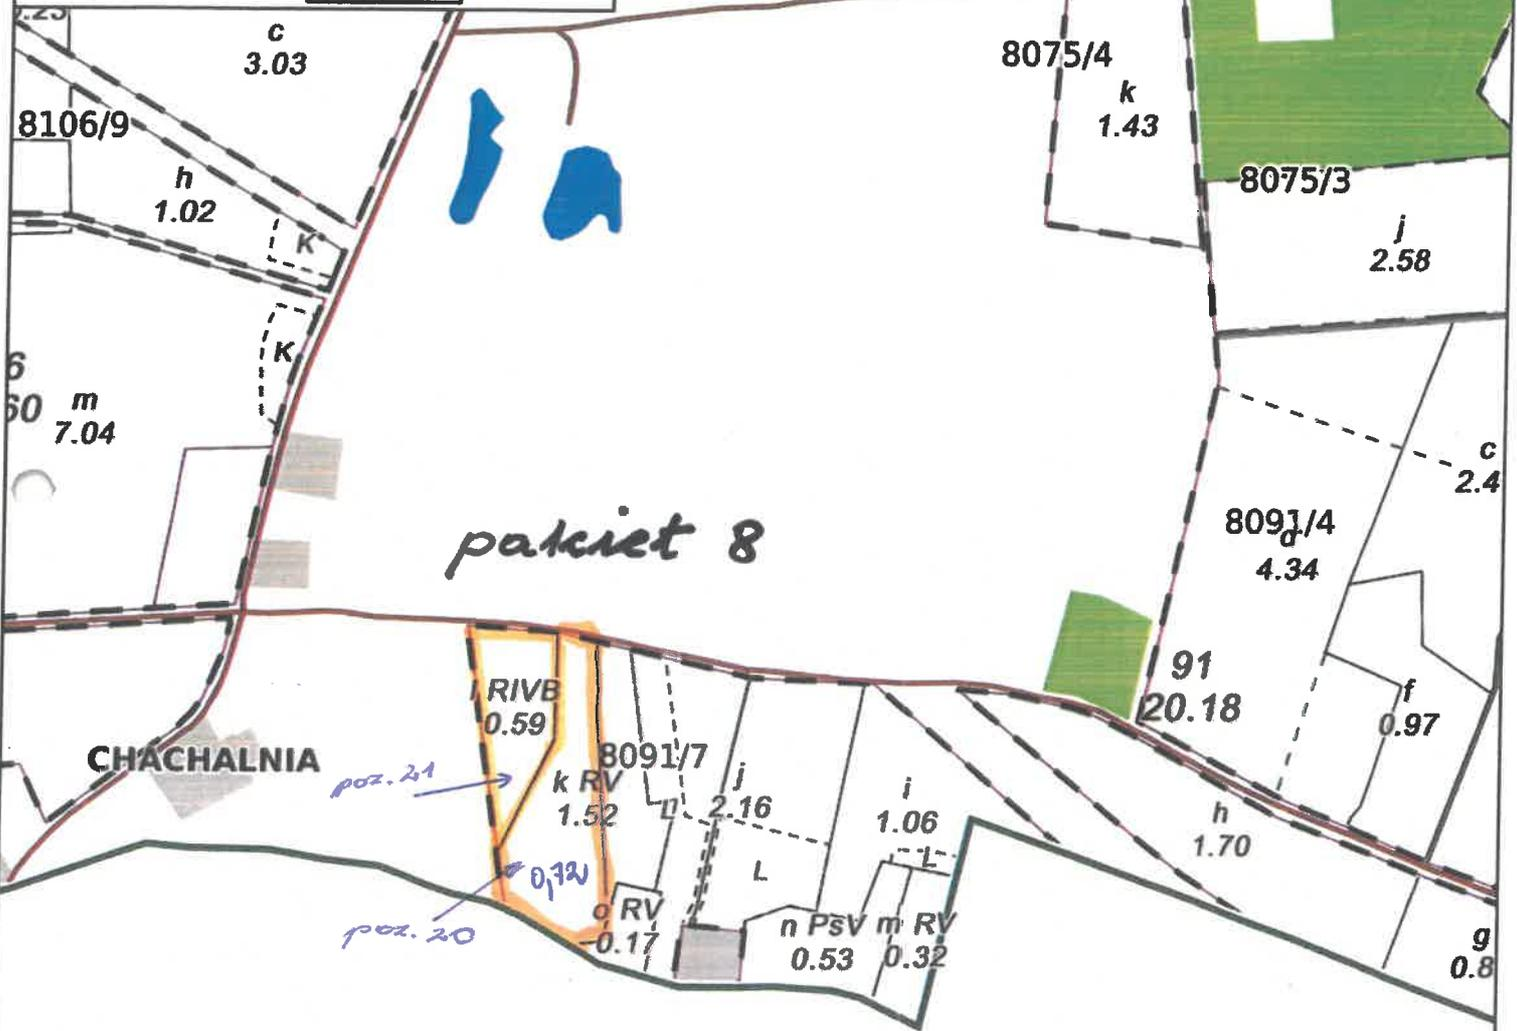 c
3.03
8075/4
k
1.43
8106/9
h
1.02
K
8075/3
j
2.58
K
m
7.04
c
2.4
pakiet 8
8091/4
d
4.34
91
20.18
f
0.97
RIVB
0.59
CHACHALNIA
8091/7
poz. 21
k RV
1.52
L
j
2.16
i
1.06
h
1.70
L
L
0,72
poz. 20
o RV
0.17
n PsV
0.53
m RV
0.32
g
0.8